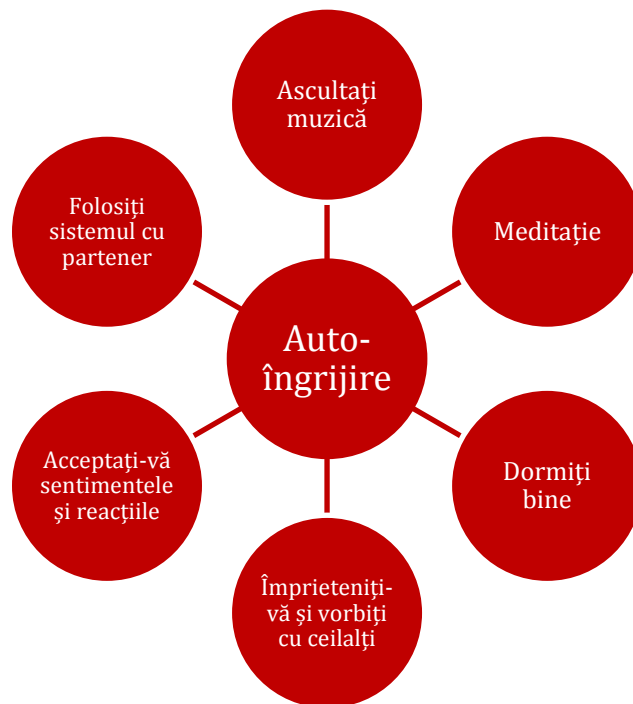 Ascultați
muzică
Folosiți
sistemul cu
partener
Meditație
Auto-
îngrijire
Acceptați-vă
sentimentele
și reacțiile
Dormiți
bine
Împrieteniți-
vă și vorbiți
cu ceilalți